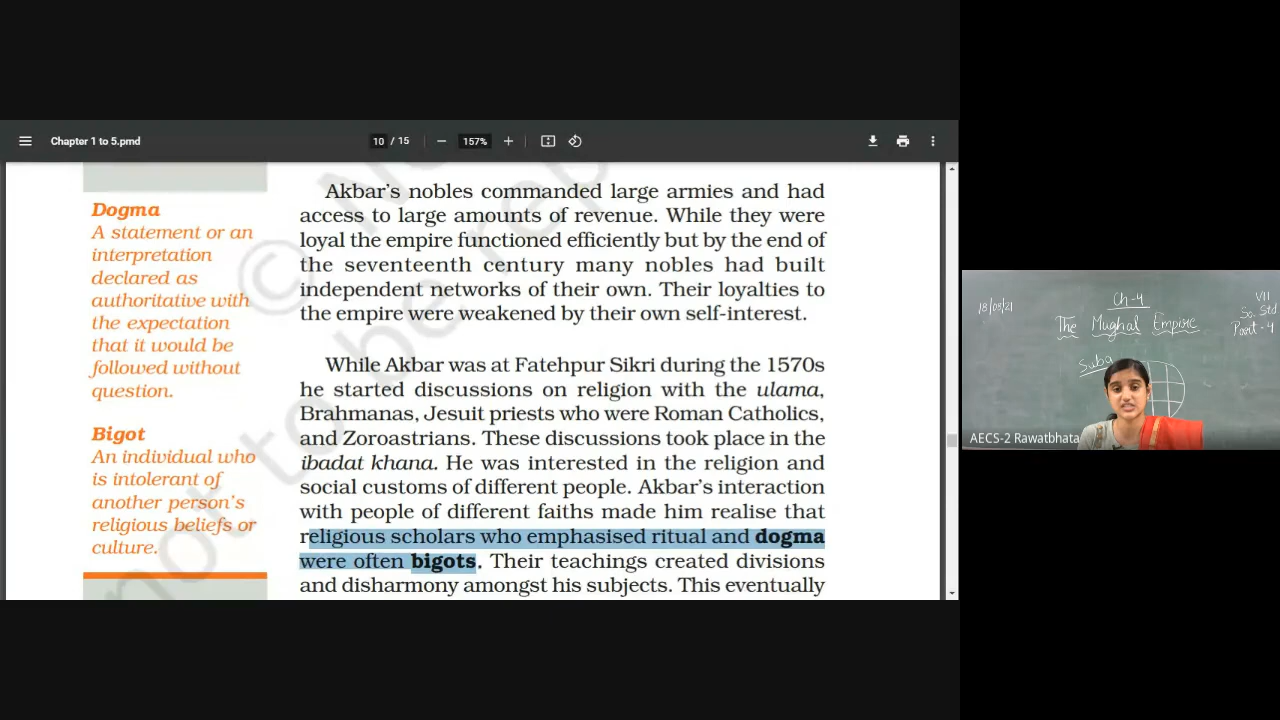 Chapter 1 to 5.pmd
10 / 15
157%
Dogma
A statement or an
interpretation
declared as
authoritative with
the expectation
that it would be
followed without
question.
Bigot
An individual who
is intolerant of
another person's
religious beliefs or
culture.
Akbar's nobles commanded large armies and had
access to large amounts of revenue. While they were
loyal the empire functioned efficiently but by the end of
the seventeenth century many nobles had built
independent networks of their own. Their loyalties to
the empire were weakened by their own self-interest.
While Akbar was at Fatehpur Sikri during the 1570s
he started discussions on religion with the ulama,
Brahmanas, Jesuit priests who were Roman Catholics,
and Zoroastrians. These discussions took place in the
ibadat khana. He was interested in the religion and
social customs of different people. Akbar's interaction
with people of different faiths made him realise that
religious scholars who emphasised ritual and dogma
were often bigots. Their teachings created divisions
and disharmony amongst his subjects. This eventually
©
not to be rep
18/08/21
Ch-4
The Mughal Empire
VII
So. Std
Part-4
Suba
AECS-2 Rawatbhata